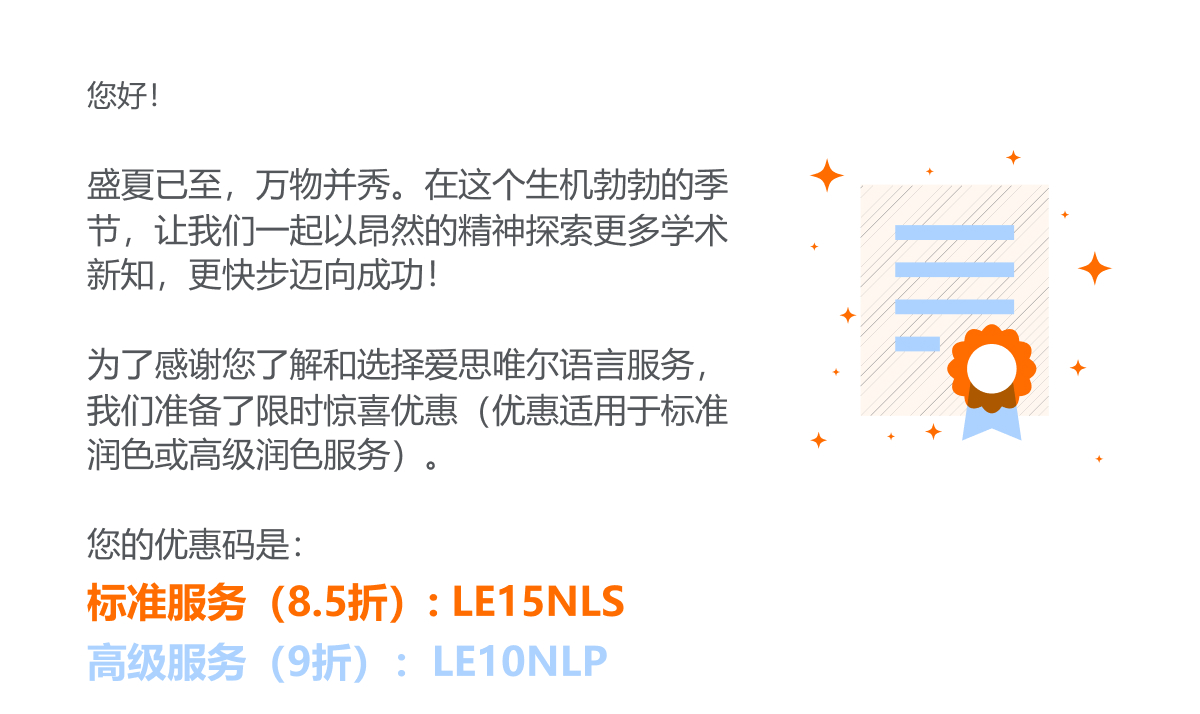 您好！
盛夏已至，万物并秀。在这个生机勃勃的季
节，让我们一起以昂然的精神探索更多学术
新知，更快步迈向成功！
为了感谢您了解和选择爱思唯尔语言服务，
我们准备了限时惊喜优惠（优惠适用于标准
润色或高级润色服务）。
您的优惠码是：
标准服务（8.5折）: LE15NLS
高级服务（9折）： LE10NLP